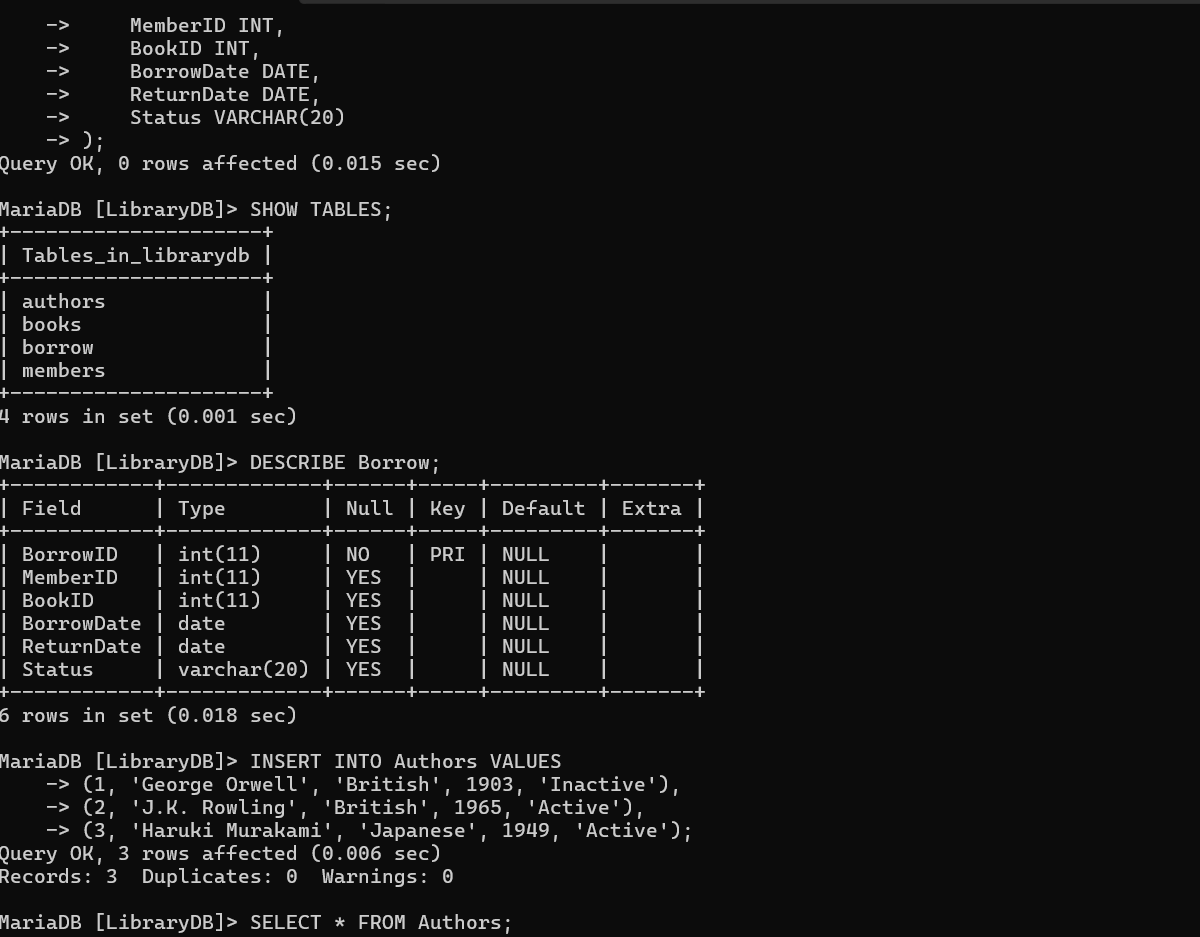 ->     MemberID INT,
    ->     BookID INT,
    ->     BorrowDate DATE,
    ->     ReturnDate DATE,
    ->     Status VARCHAR(20)
    -> );
Query OK, 0 rows affected (0.015 sec)

MariaDB [LibraryDB]> SHOW TABLES;
+---------------------+
| Tables_in_librarydb |
+---------------------+
| authors             |
| books               |
| borrow              |
| members             |
+---------------------+
4 rows in set (0.001 sec)

MariaDB [LibraryDB]> DESCRIBE Borrow;
+------------+-------------+------+-----+---------+-------+
| Field      | Type        | Null | Key | Default | Extra |
+------------+-------------+------+-----+---------+-------+
| BorrowID   | int(11)     | NO   | PRI | NULL    |       |
| MemberID   | int(11)     | YES  |     | NULL    |       |
| BookID     | int(11)     | YES  |     | NULL    |       |
| BorrowDate | date        | YES  |     | NULL    |       |
| ReturnDate | date        | YES  |     | NULL    |       |
| Status     | varchar(20) | YES  |     | NULL    |       |
+------------+-------------+------+-----+---------+-------+
6 rows in set (0.018 sec)

MariaDB [LibraryDB]> INSERT INTO Authors VALUES
    -> (1, 'George Orwell', 'British', 1903, 'Inactive'),
    -> (2, 'J.K. Rowling', 'British', 1965, 'Active'),
    -> (3, 'Haruki Murakami', 'Japanese', 1949, 'Active');
Query OK, 3 rows affected (0.006 sec)
Records: 3  Duplicates: 0  Warnings: 0

MariaDB [LibraryDB]> SELECT * FROM Authors;